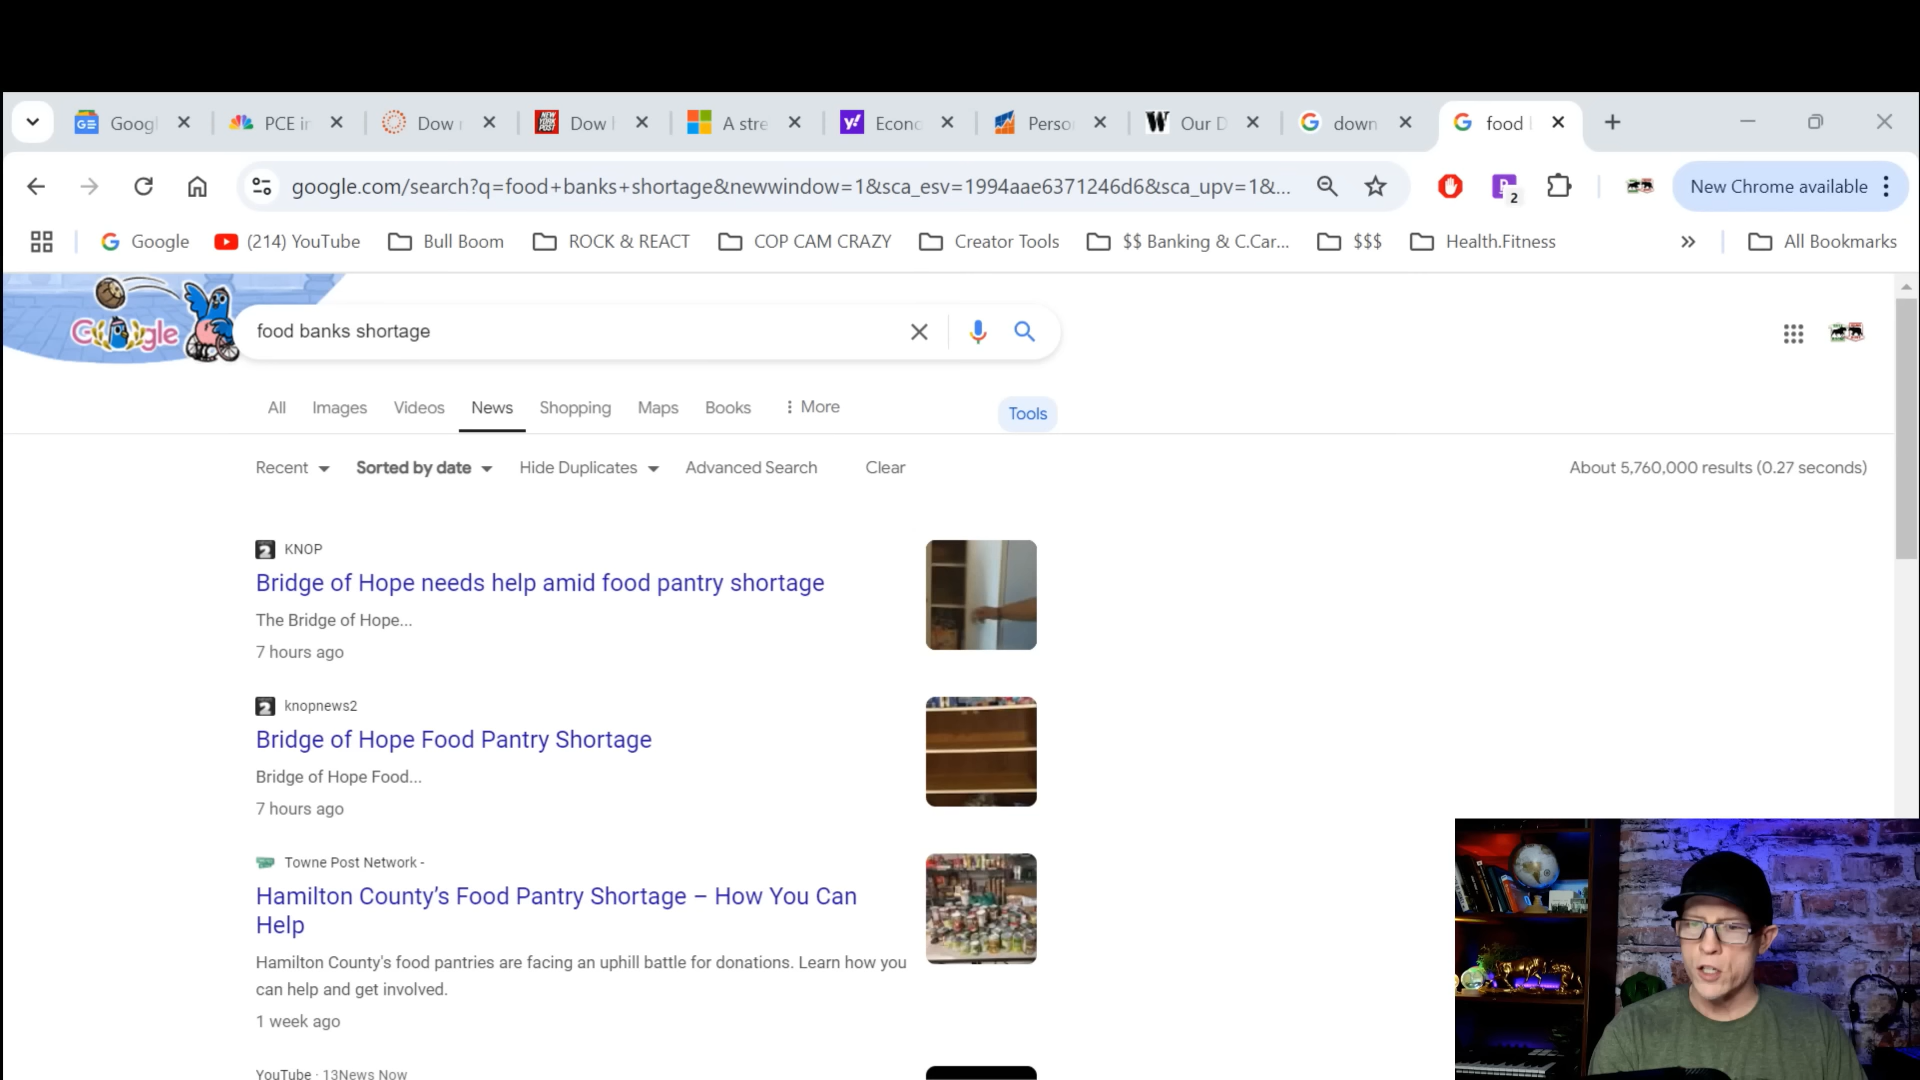 Googl
PCE in
Dow
Dow
A stre
Econo
Perso
Our D
down
food
google.com/search?q=food+banks+shortage&newwindow=1&sca_esv=1994aae6371246d6&sca_upv=1&...
2
New Chrome available
Google
(214) YouTube
Bull Boom
ROCK & REACT
COP CAM CRAZY
Creator Tools
$$ Banking & C.Car...
$$$
Health.Fitness
All Bookmarks
food banks shortage
All
Images
Videos
News
Shopping
Maps
Books
More
Tools
Recent
Sorted by date
Hide Duplicates
Advanced Search
Clear
About 5,760,000 results (0.27 seconds)
KNOP
Bridge of Hope needs help amid food pantry shortage
The Bridge of Hope...
7 hours ago
knopnews2
Bridge of Hope Food Pantry Shortage
Bridge of Hope Food...
7 hours ago
Towne Post Network -
Hamilton County's Food Pantry Shortage – How You Can
Help
Hamilton County's food pantries are facing an uphill battle for donations. Learn how you
can help and get involved.
1 week ago
YouTube · 13News Now